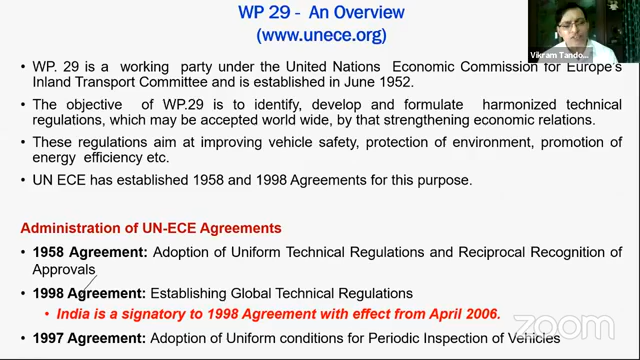 WP 29 - An Overview
(www.unece.org)
Vikram Tando...
• WP. 29 is a working party under the United Nations Economic Commission for Europe's
Inland Transport Committee and is established in June 1952.
• The objective of WP.29 is to identify, develop and formulate harmonized technical
regulations, which may be accepted world wide, by that strengthening economic relations.
• These regulations aim at improving vehicle safety, protection of environment, promotion of
energy efficiency etc.
• UN ECE has established 1958 and 1998 Agreements for this purpose.
Administration of UN-ECE Agreements
• 1958 Agreement: Adoption of Uniform Technical Regulations and Reciprocal Recognition of
Approvals
• 1998 Agreement: Establishing Global Technical Regulations
• India is a signatory to 1998 Agreement with effect from April 2006.
• 1997 Agreement: Adoption of Uniform conditions for Periodic Inspection of Vehicles
zoom